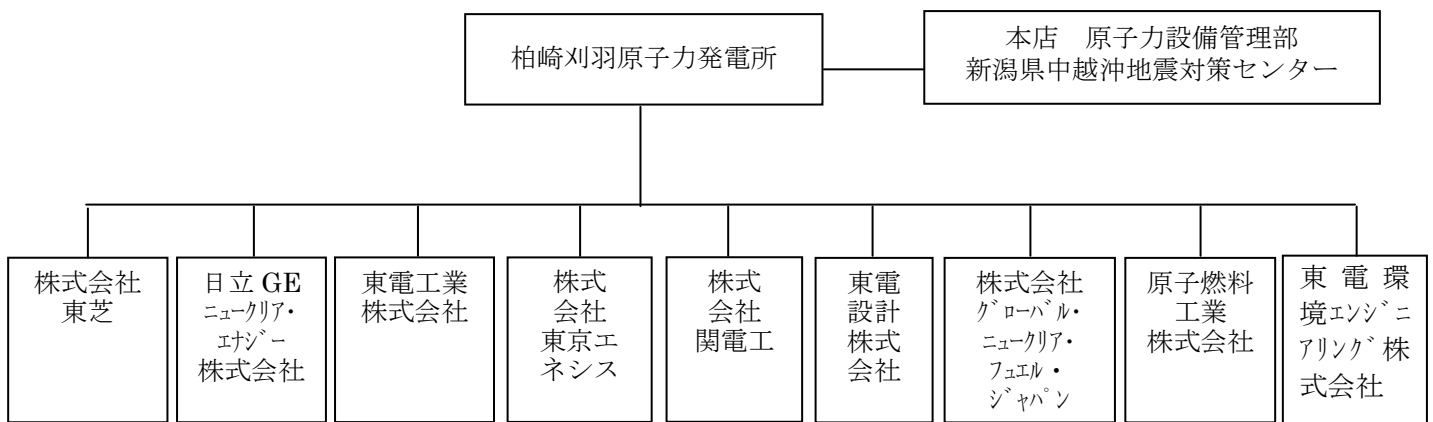 柏崎刈羽原子力発電所
本店　原子力設備管理部
新潟県中越沖地震対策センター
株式会社
東芝
日立 GE
ニュークリア・
エナジー
株式会社
東電工業
株式会社
株式
会社
東京エ
ネシス
株式
会社
関電工
東電
設計
株式
会社
株式会社
グローバル・
ニュークリア・
フュエル・
ジャパン
原子燃料
工業
株式会社
東電環
境エンジニ
アリング株
式会社